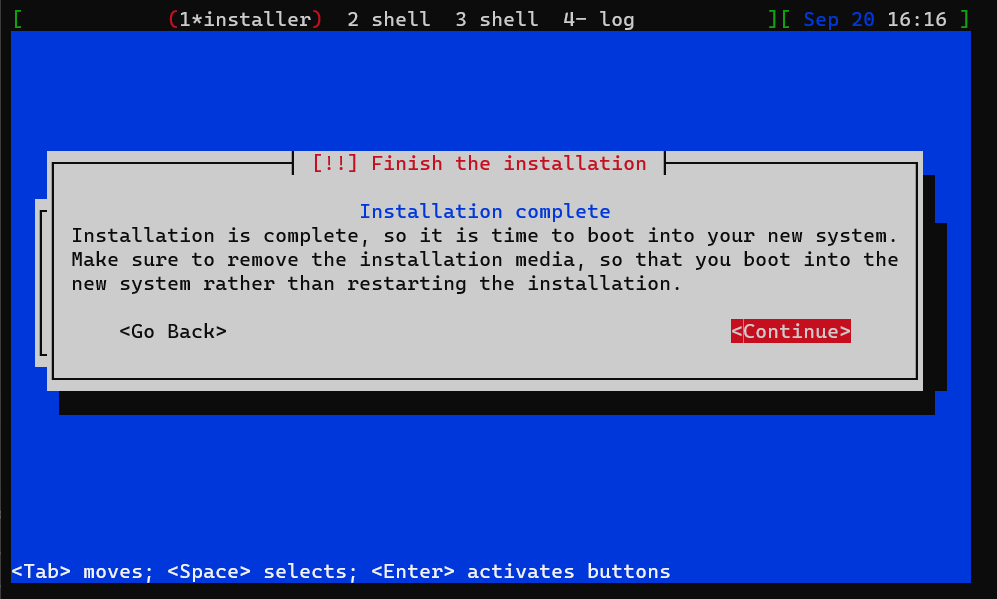 [ (1*installer) 2 shell 3 shell 4- log ][ Sep 20 16:16 ]
[!!] Finish the installation
Installation complete
Installation is complete, so it is time to boot into your new system.
Make sure to remove the installation media, so that you boot into the
new system rather than restarting the installation.
<Go Back> <Continue>
<Tab> moves; <Space> selects; <Enter> activates buttons